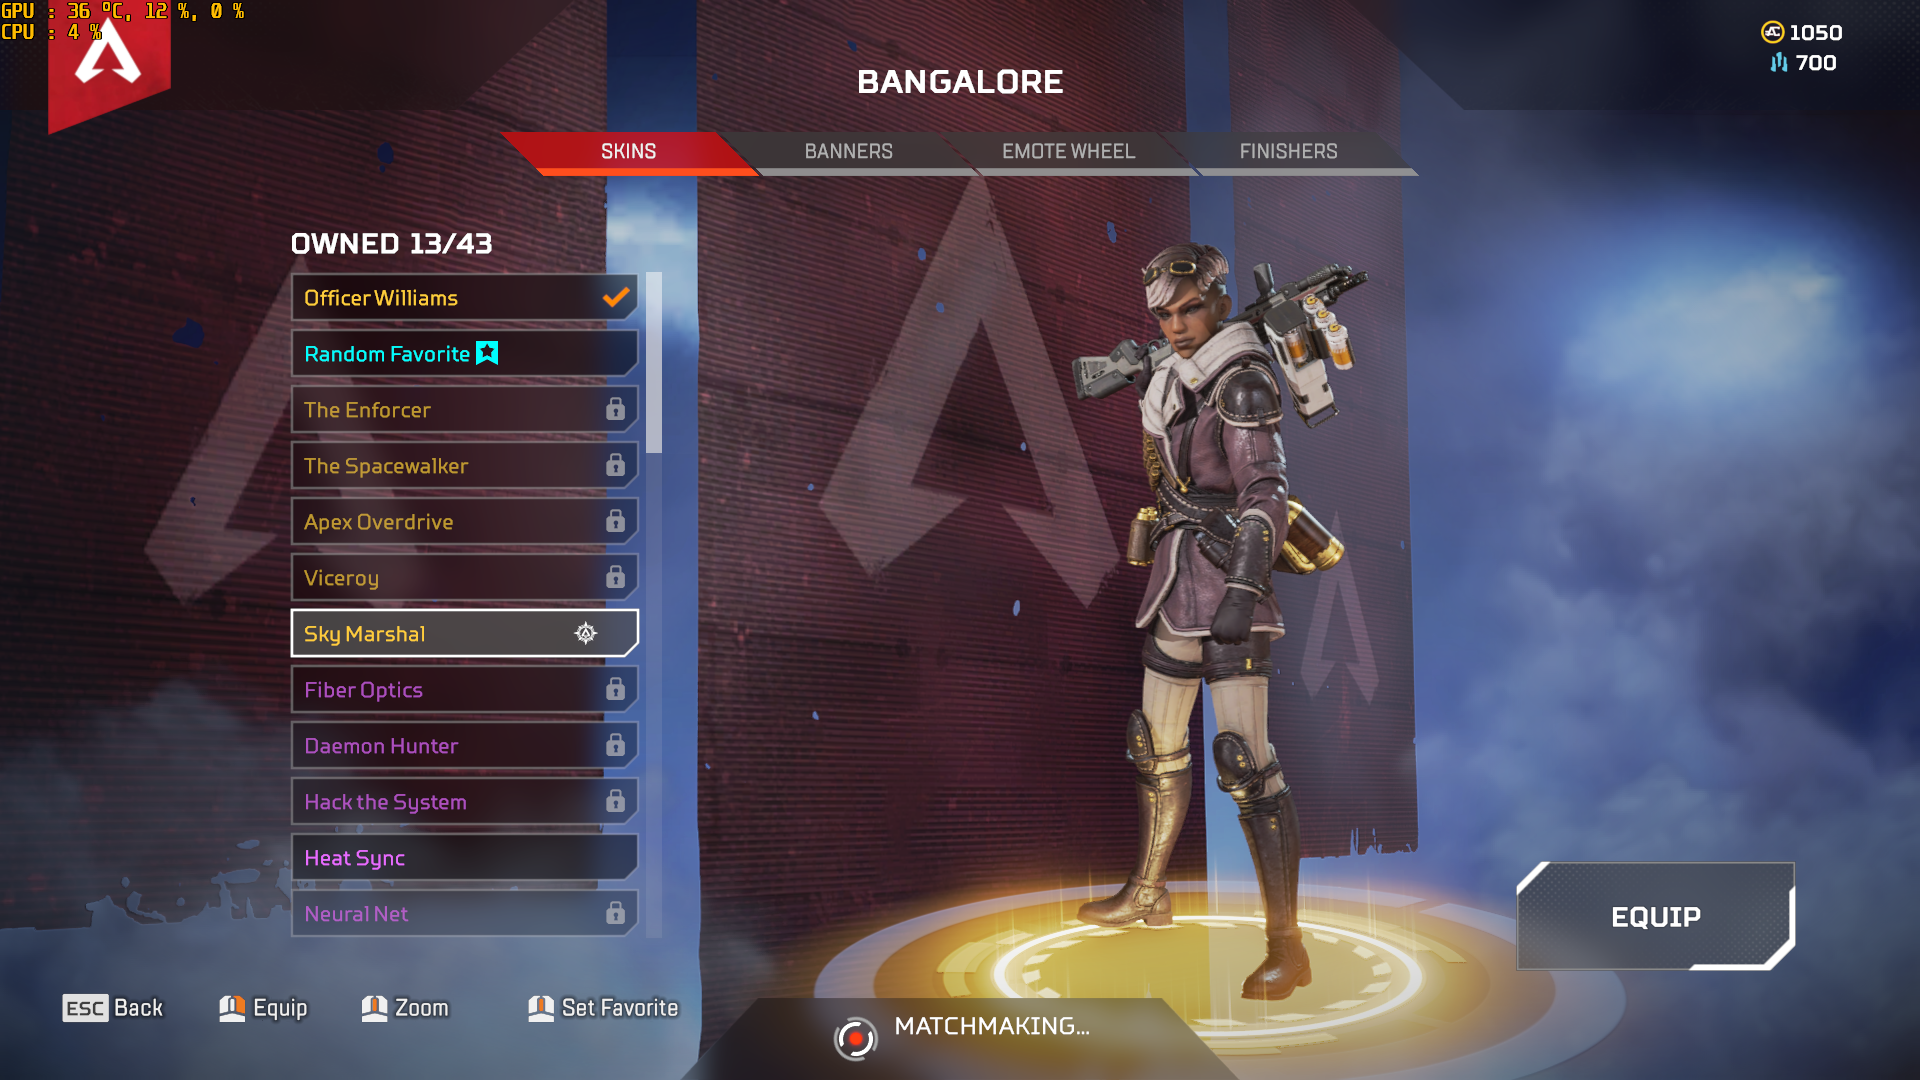 GPU : 36 ºC, 12 %, 0 %
CPU : 4 %
1050
700
BANGALORE
SKINS
BANNERS
EMOTE WHEEL
FINISHERS
OWNED 13/43
Officer Williams
Random Favorite
The Enforcer
The Spacewalker
Apex Overdrive
Viceroy
Sky Marshal
Fiber Optics
Daemon Hunter
Hack the System
Heat Sync
Neural Net
EQUIP
ESC Back
Equip
Zoom
Set Favorite
MATCHMAKING...